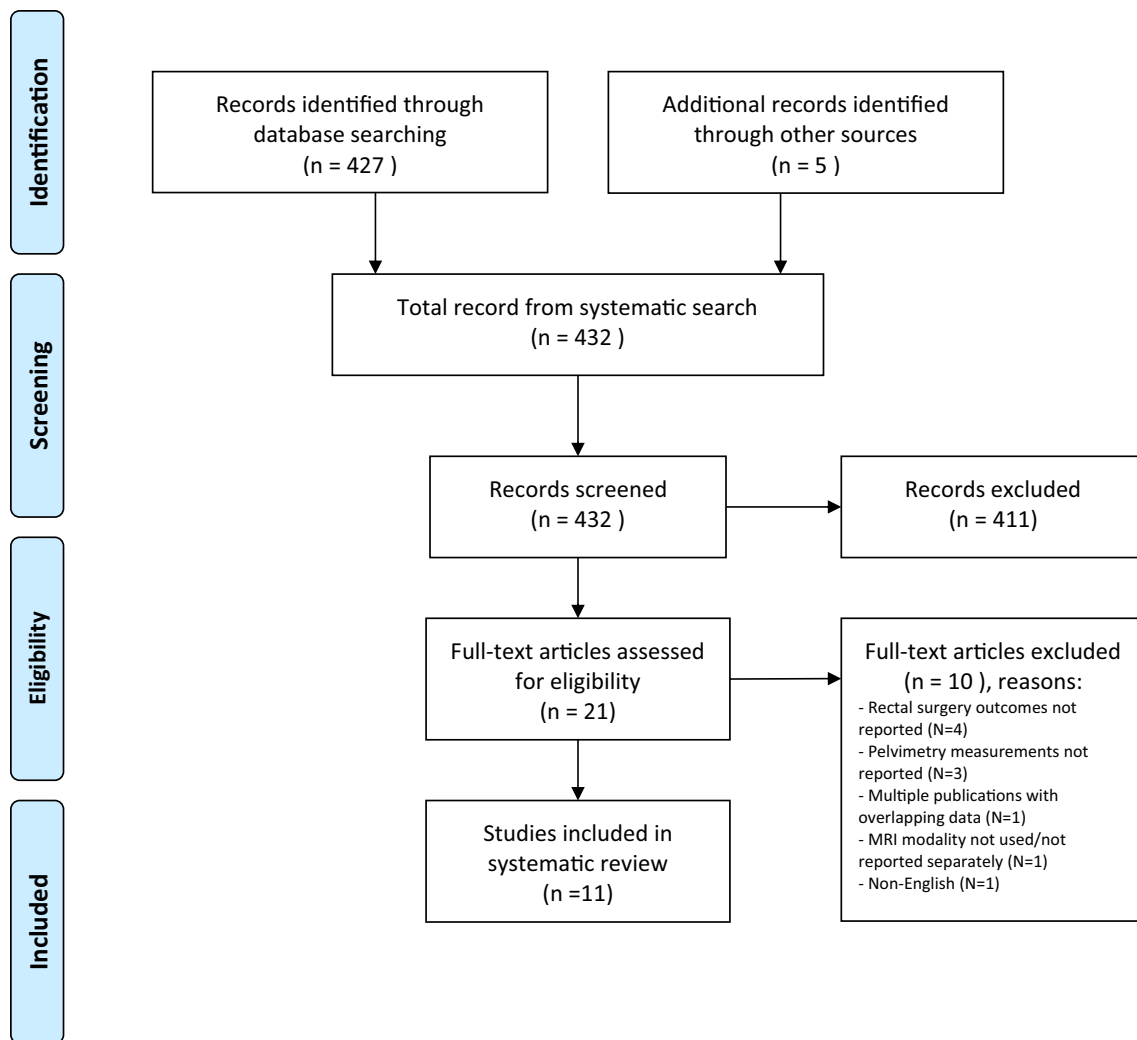 Identification
Records identified through
database searching
(n = 427 )
Additional records identified
through other sources
(n = 5 )
Screening
Total record from systematic search
(n = 432 )
Records screened
(n = 432 )
Records excluded
(n = 411)
Eligibility
Full-text articles assessed
for eligibility
(n = 21)
Full-text articles excluded
(n = 10 ), reasons:
- Rectal surgery outcomes not
reported (N=4)
- Pelvimetry measurements not
reported (N=3)
- Multiple publications with
overlapping data (N=1)
- MRI modality not used/not
reported separately (N=1)
- Non-English (N=1)
Included
Studies included in
systematic review
(n =11)